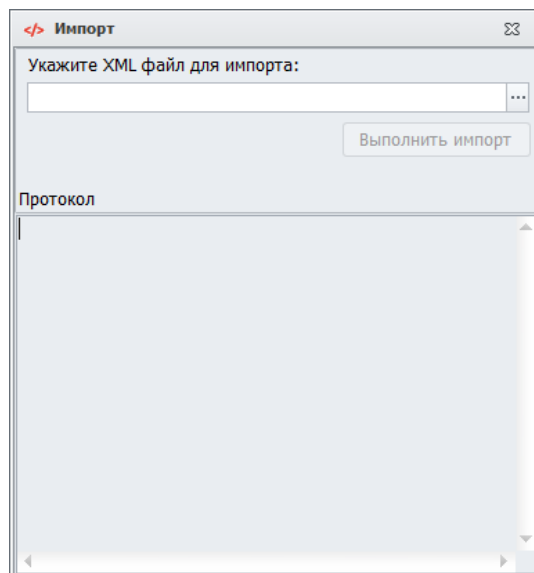 Импорт
Укажите XML файл для импорта:
...
Выполнить импорт
Протокол